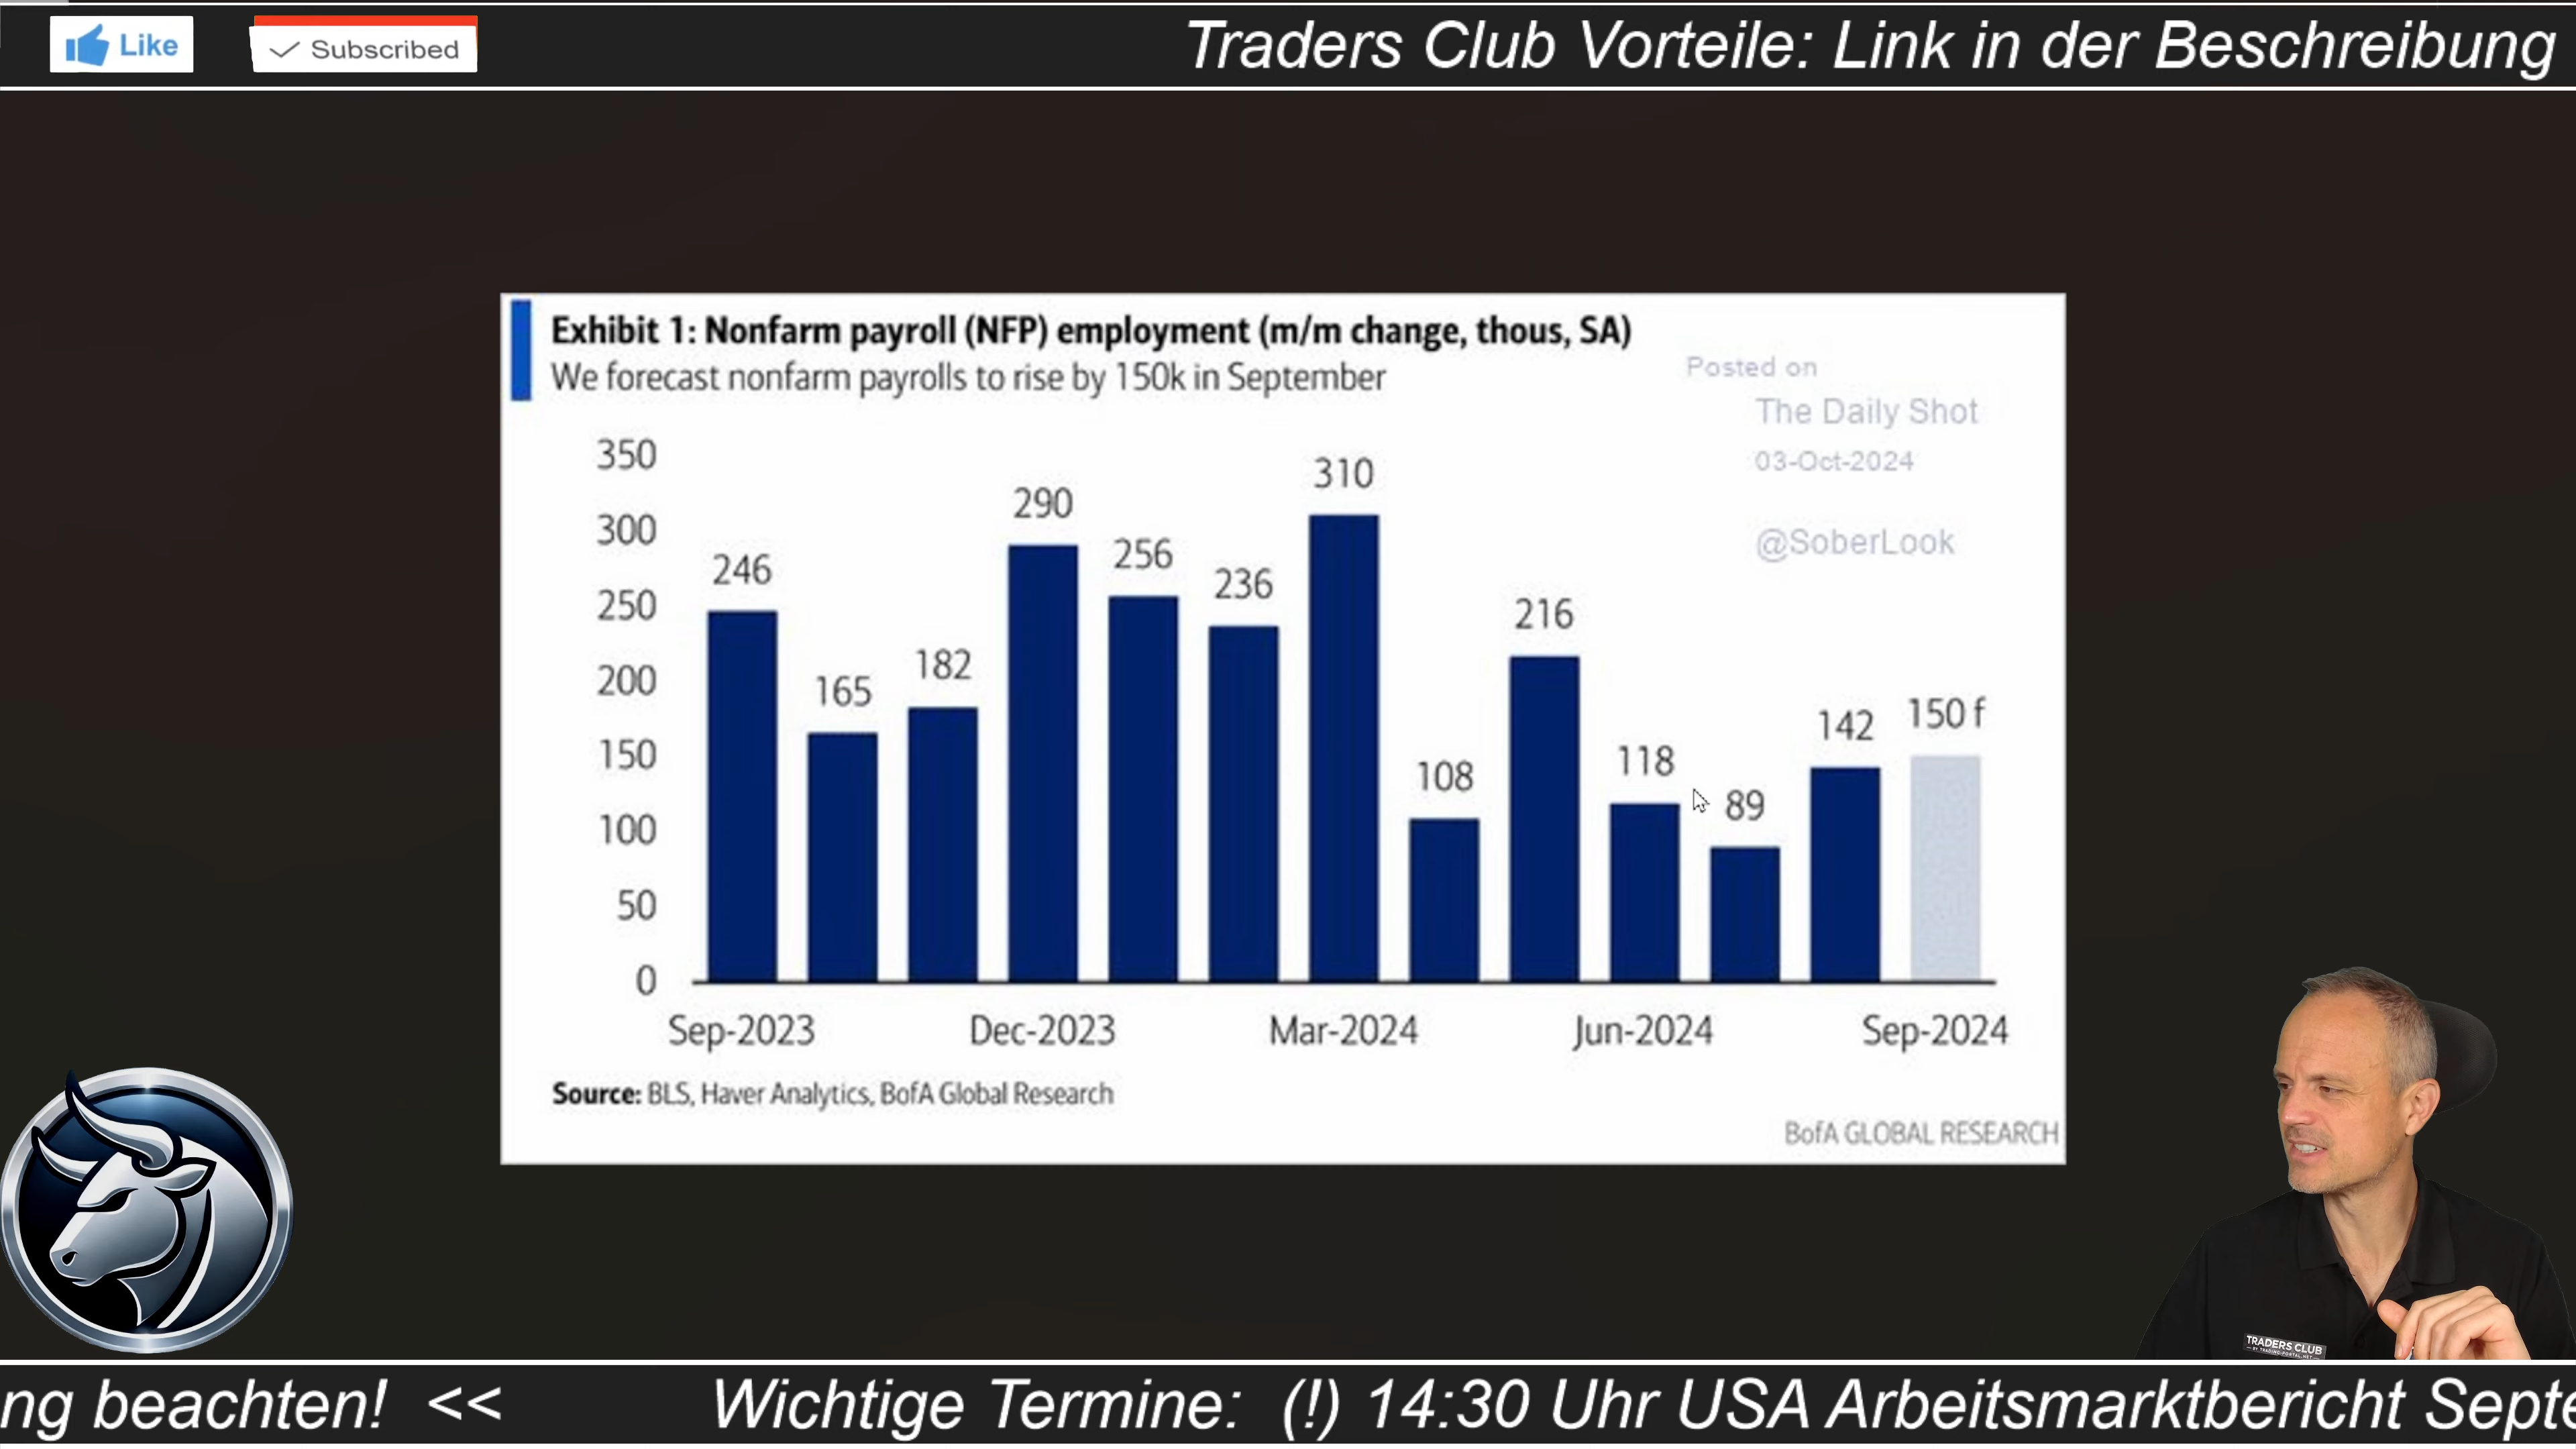 Like
Subscribed
Traders Club Vorteile: Link in der Beschreibung
Exhibit 1: Nonfarm payroll (NFP) employment (m/m change, thous, SA)
We forecast nonfarm payrolls to rise by 150k in September
Posted on
The Daily Shot
03-Oct-2024
@SoberLook
350
300
250
200
150
100
50
0
246
165
182
290
256
236
310
108
216
118
89
142
150 f
Sep-2023
Dec-2023
Mar-2024
Jun-2024
Sep-2024
Source: BLS, Haver Analytics, BofA Global Research
BofA GLOBAL RESEARCH
TRADERS CLUB
ng beachten! << Wichtige Termine: (!) 14:30 Uhr USA Arbeitsmarktbericht Septe